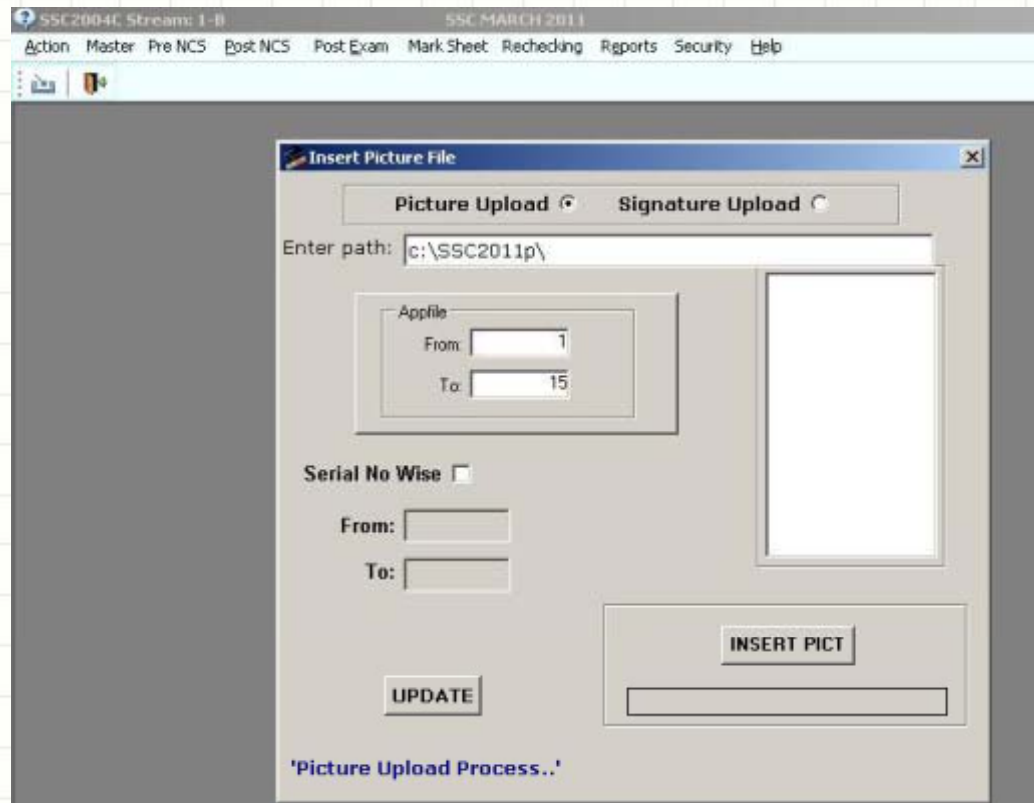 SSC2004C Stream: 1-B SSC MARCH 2011
Action Master Pre NCS Post NCS Post Exam Mark Sheet Rechecking Reports Security Help
Insert Picture File
Picture Upload Signature Upload
Enter path: c:\SSC2011p\
Appfile
From: 1
To: 15
Serial No Wise
From:
To:
INSERT PICT
UPDATE
'Picture Upload Process..'